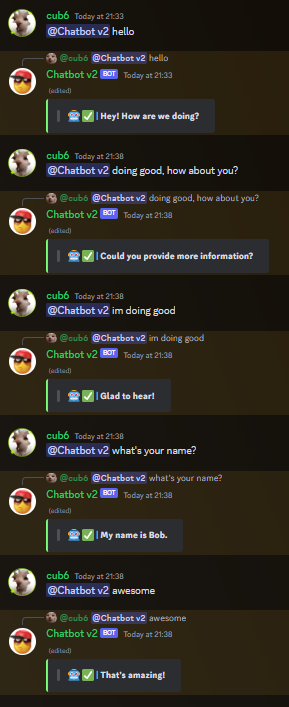 cub6 Today at 21:33
@Chatbot v2 hello
@cub6 @Chatbot v2 hello
Chatbot v2 BOT Today at 21:33
(edited)
| 🤖✅ | Hey! How are we doing?
cub6 Today at 21:38
@Chatbot v2 doing good, how about you?
@cub6 @Chatbot v2 doing good, how about you?
Chatbot v2 BOT Today at 21:38
(edited)
| 🤖✅ | Could you provide more information?
cub6 Today at 21:38
@Chatbot v2 im doing good
@cub6 @Chatbot v2 im doing good
Chatbot v2 BOT Today at 21:38
(edited)
| 🤖✅ | Glad to hear!
cub6 Today at 21:38
@Chatbot v2 what's your name?
@cub6 @Chatbot v2 what's your name?
Chatbot v2 BOT Today at 21:38
(edited)
| 🤖✅ | My name is Bob.
cub6 Today at 21:38
@Chatbot v2 awesome
@cub6 @Chatbot v2 awesome
Chatbot v2 BOT Today at 21:38
(edited)
| 🤖✅ | That's amazing!